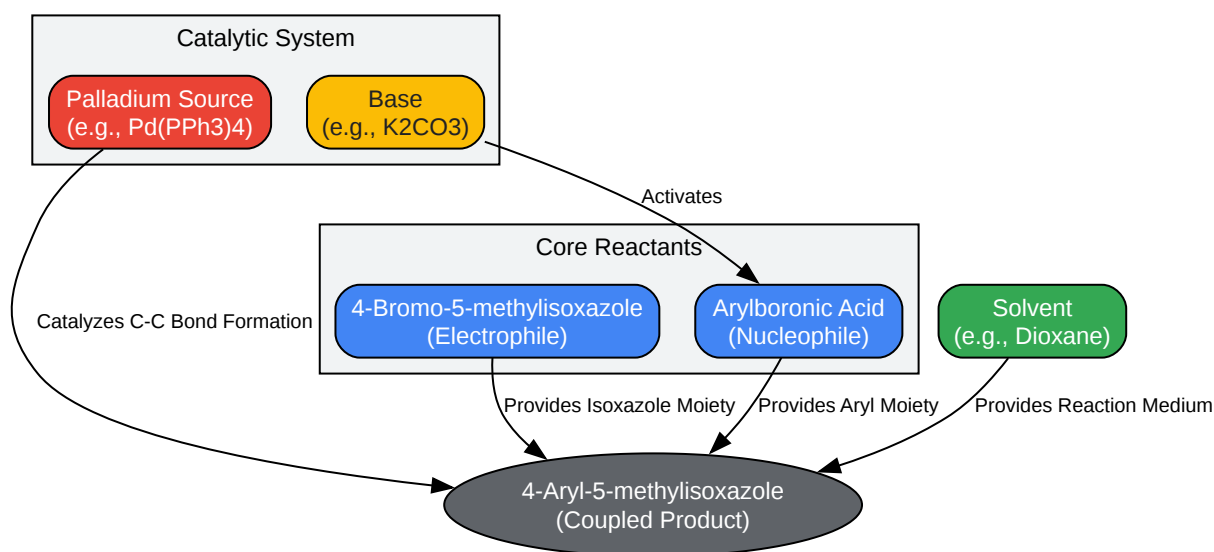 Catalytic System
Palladium Source
(e.g., Pd(PPh3)4)
Base
(e.g., K2CO3)
Activates
Core Reactants
4-Bromo-5-methylisoxazole
(Electrophile)
Arylboronic Acid
(Nucleophile)
Solvent
(e.g., Dioxane)
Catalyzes C-C Bond Formation
Provides Isoxazole Moiety
Provides Aryl Moiety
Provides Reaction Medium
4-Aryl-5-methylisoxazole
(Coupled Product)